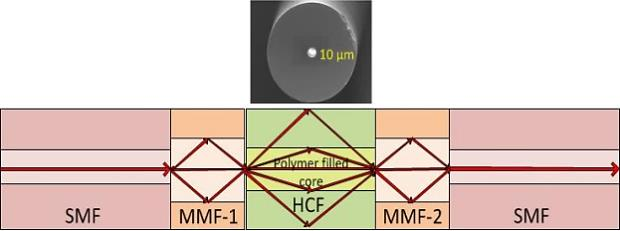 10 μm
Polymer filled
core
SMF
MMF-1
HCF
MMF-2
SMF